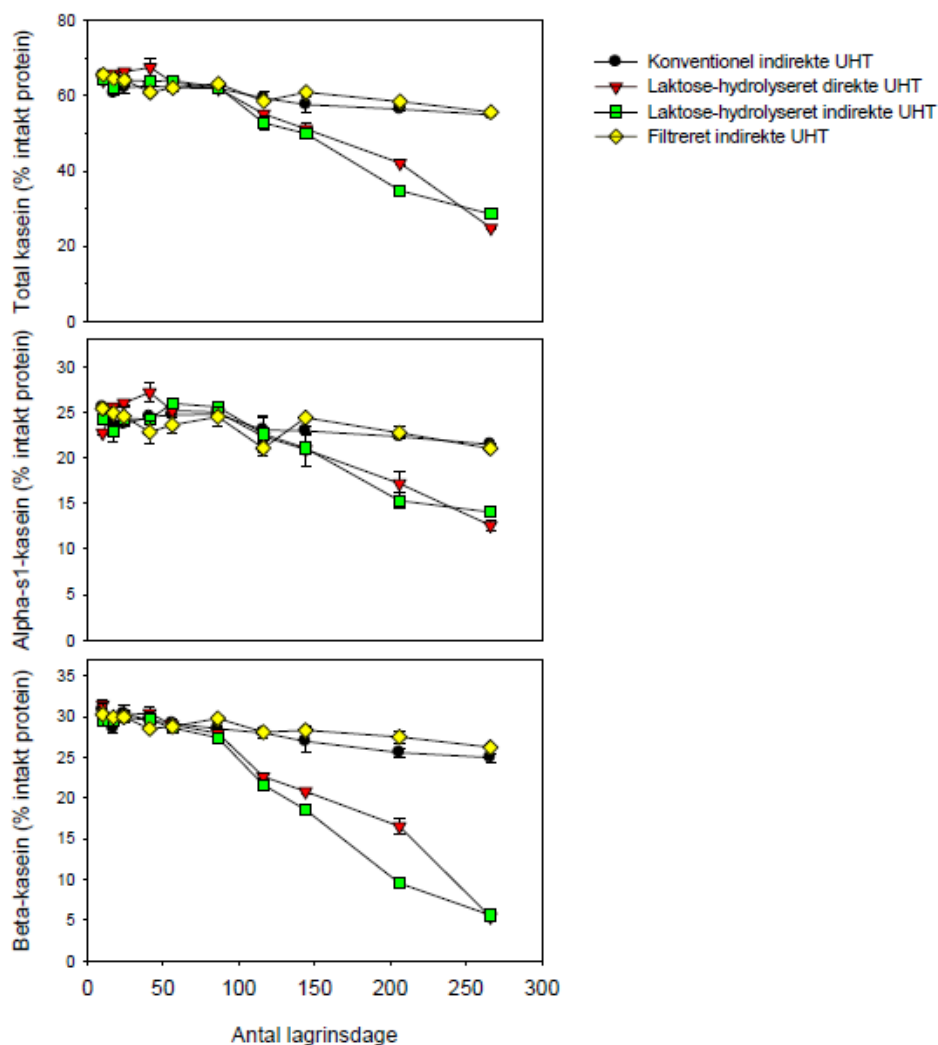 Total kasein (% intakt protein)
80
60
40
20
0
Konventionel indirekte UHT
Laktose-hydrolyseret direkte UHT
Laktose-hydrolyseret indirekte UHT
Filtreret indirekte UHT
Alpha-s1-kasein (% intakt protein)
30
25
20
15
10
5
0
Beta-kasein (% intakt protein)
35
30
25
20
15
10
5
0
0 50 100 150 200 250 300
Antal lagrinsdage